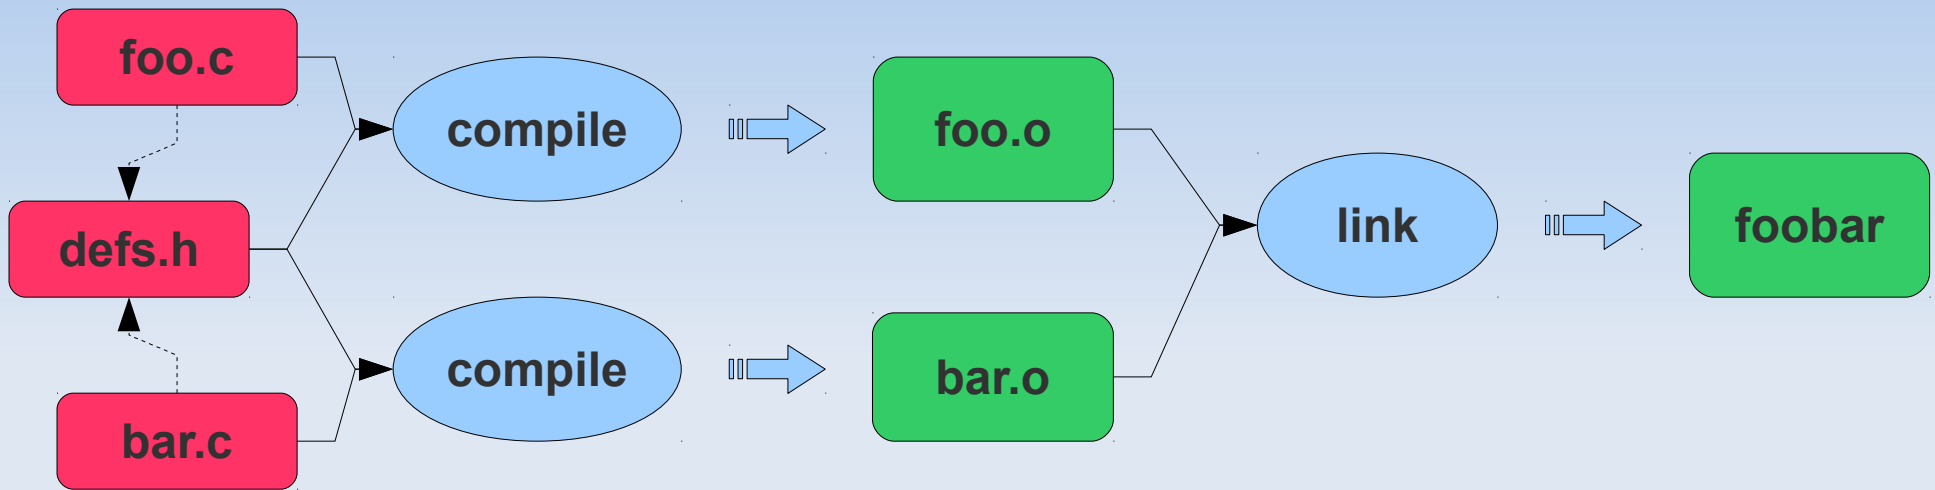 foo.c
compile
foo.o
defs.h
link
foobar
compile
bar.o
bar.c